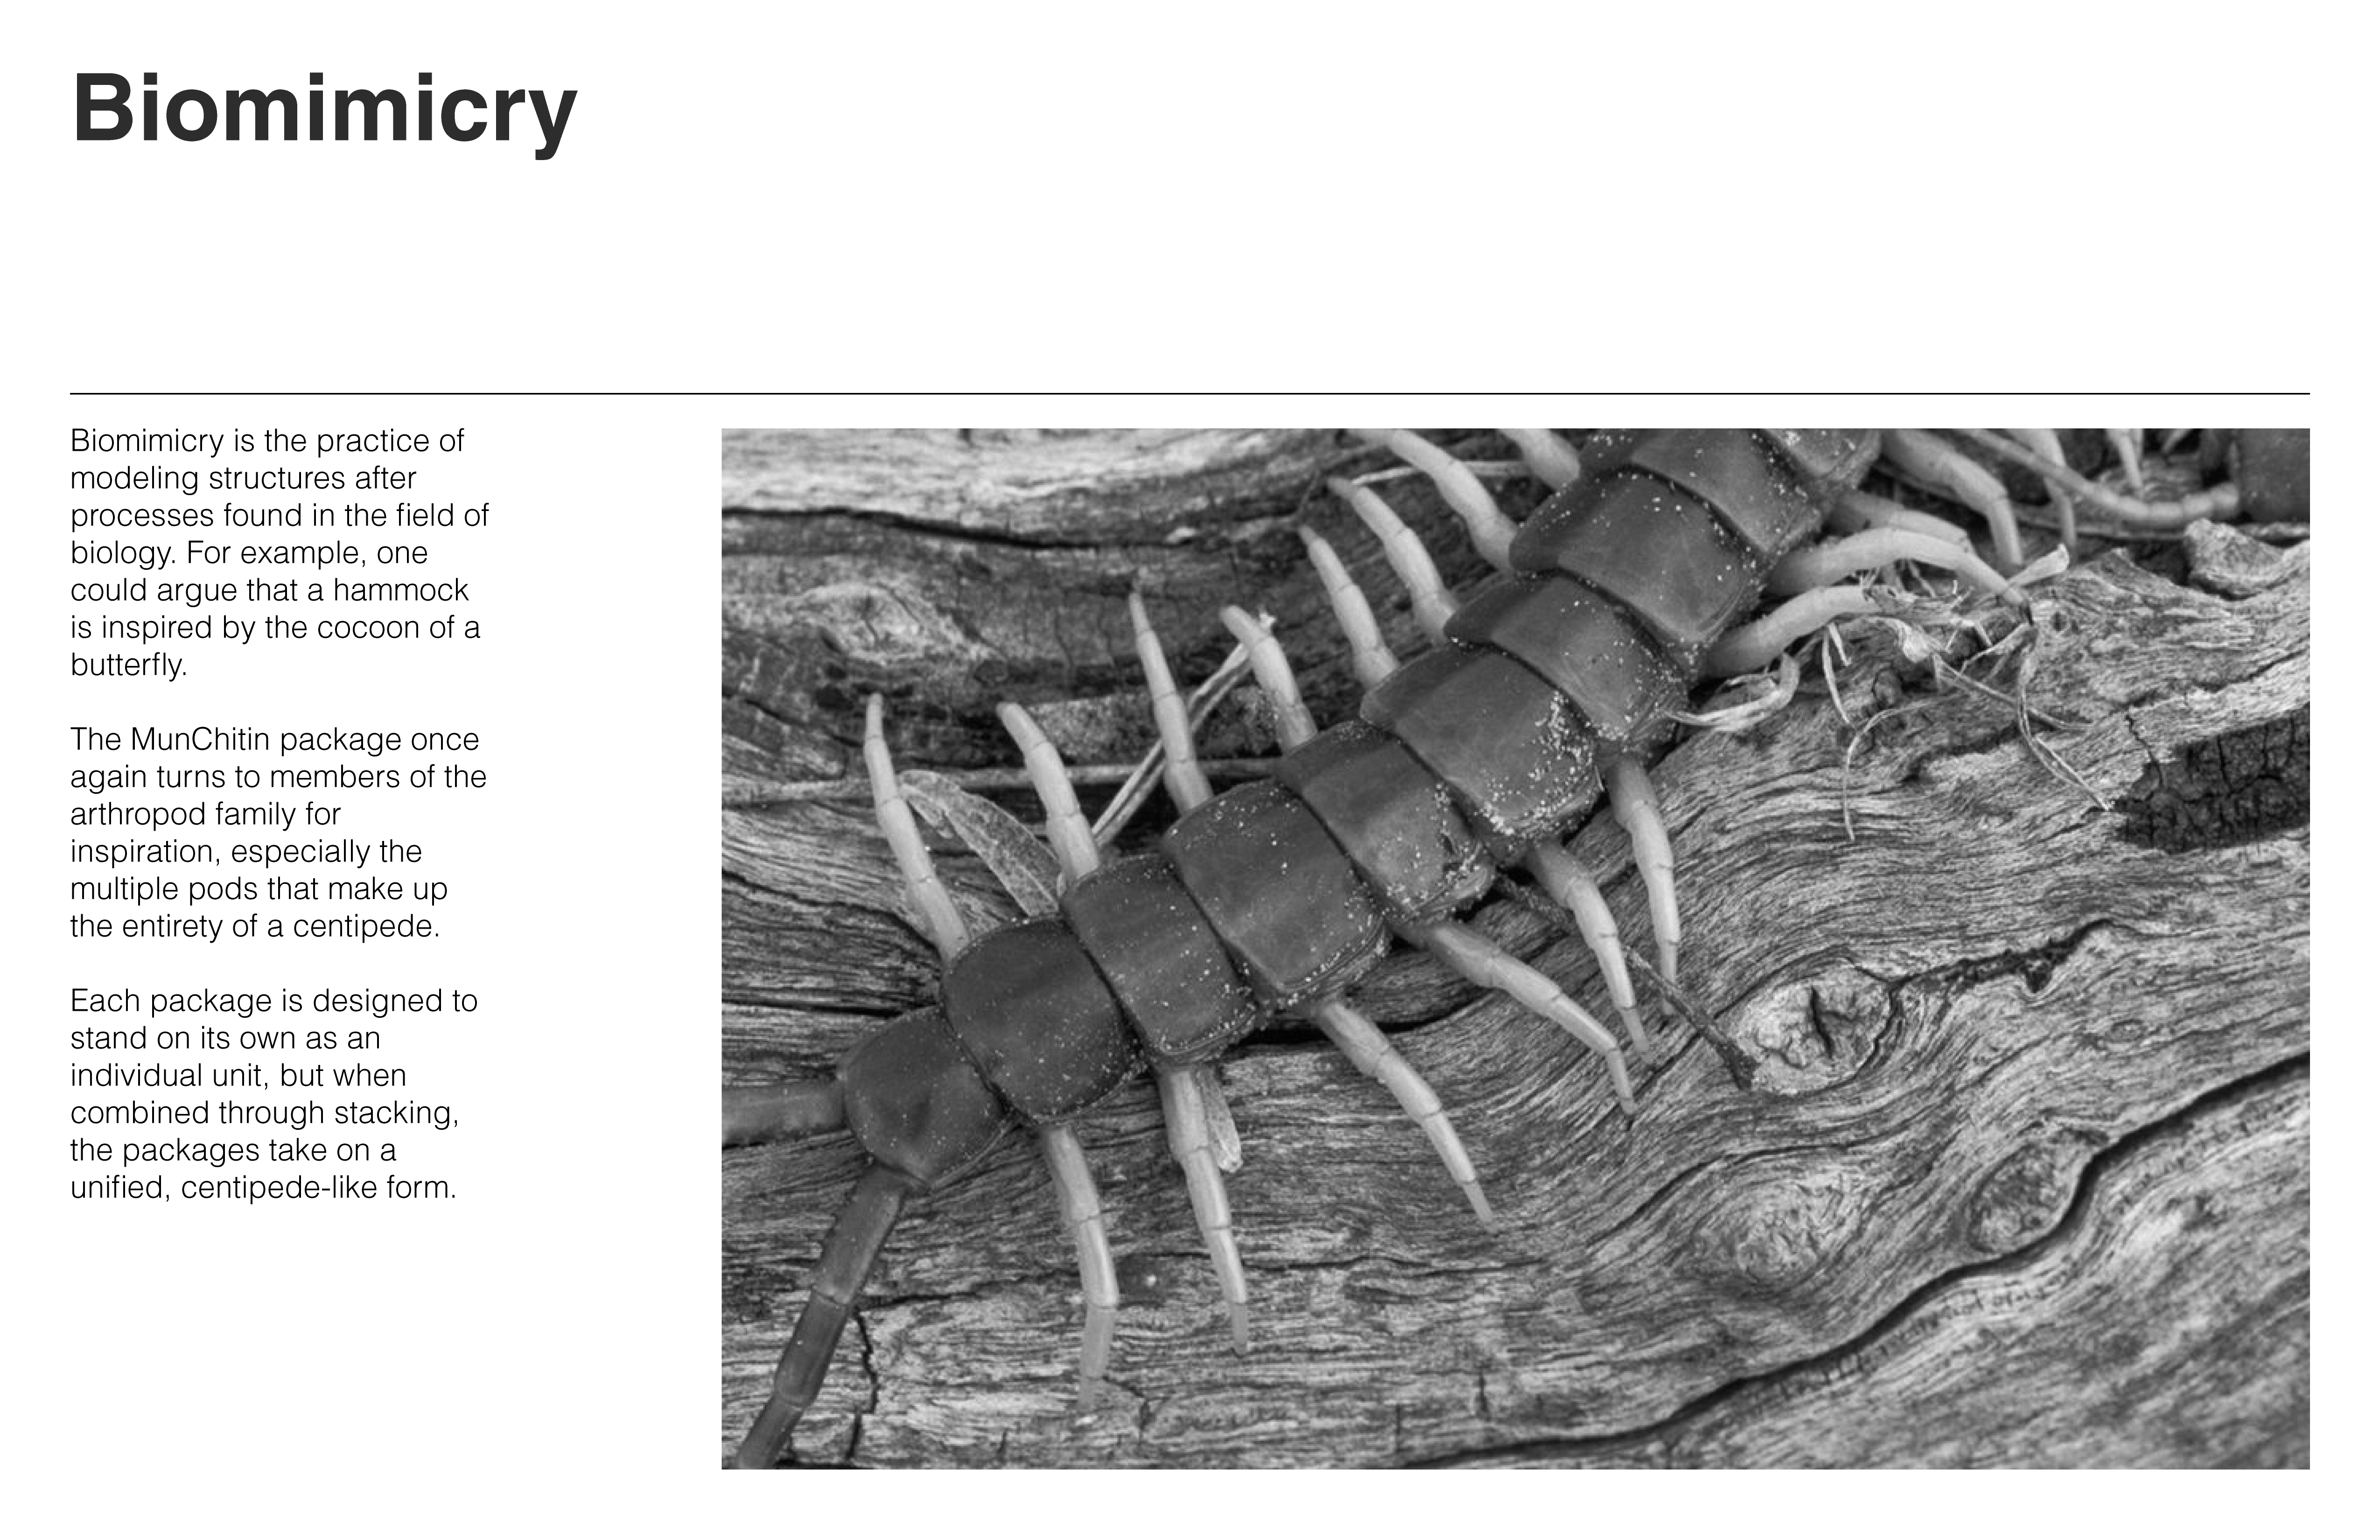 Biomimicry
Biomimicry is the practice of
modeling structures after
processes found in the field of
biology. For example, one
could argue that a hammock
is inspired by the cocoon of a
butterfly.
The MunChitin package once
again turns to members of the
arthropod family for
inspiration, especially the
multiple pods that make up
the entirety of a centipede.
Each package is designed to
stand on its own as an
individual unit, but when
combined through stacking,
the packages take on a
unified, centipede-like form.